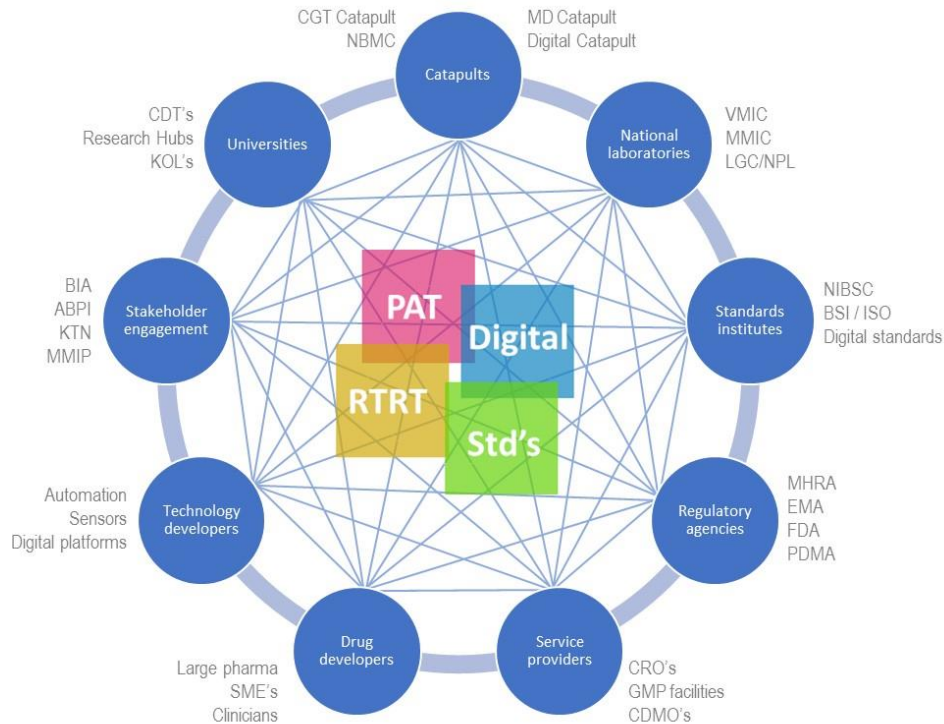 CGT Catapult
NBMC
Catapults
MD Catapult
Digital Catapult
CDT's
Research Hubs
KOL's
Universities
National
laboratories
VMIC
MMIC
LGC/NPL
BIA
ABPI
KTN
MMIP
Stakeholder
engagement
PAT
Digital
RTRT
Std's
Standards
institutes
NIBSC
BSI / ISO
Digital standards
Automation
Sensors
Digital platforms
Technology
developers
Regulatory
agencies
MHRA
EMA
FDA
PDMA
Large pharma
SME's
Clinicians
Drug
developers
Service
providers
CRO's
GMP facilities
CDMO's